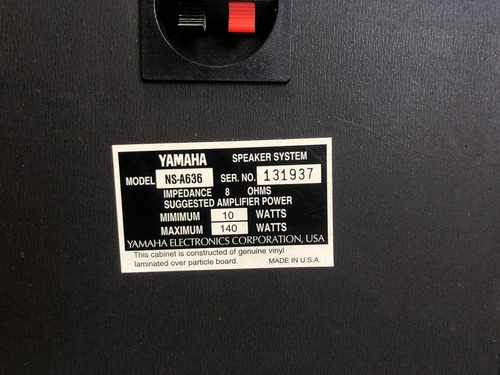 YAMAHA SPEAKER SYSTEM
MODEL NS-A636 SER. NO. 131937
IMPEDANCE 8 OHMS
SUGGESTED AMPLIFIER POWER
MIMIMUM 10 WATTS
MAXIMUM 140 WATTS
YAMAHA ELECTRONICS CORPORATION, USA
This cabinet is constructed of genuine vinyl
laminated over particle board. MADE IN U.S.A.